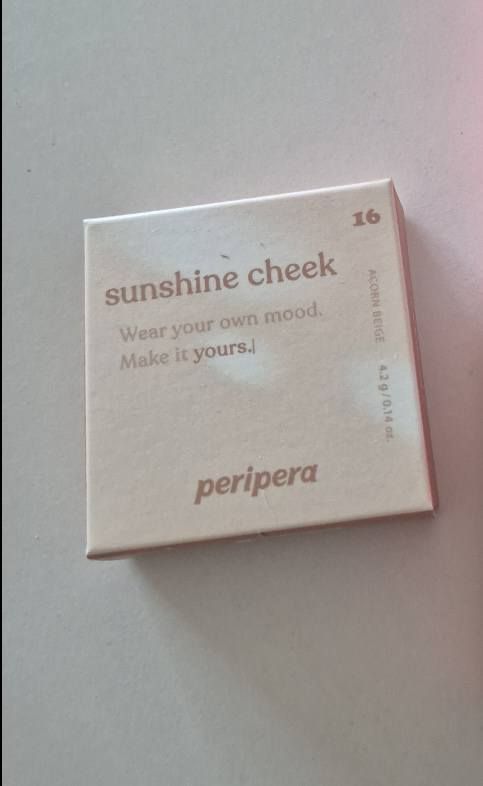 16
sunshine cheek
Wear your own mood.
Make it yours.|
ACORN BEIGE
4.2 g / 0.14 oz.
peripera